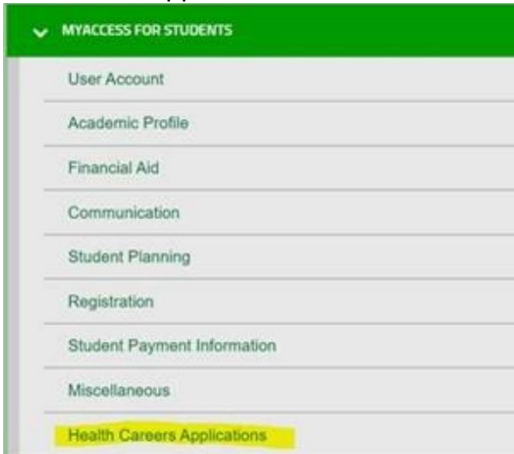 MYACCESS FOR STUDENTS
User Account
Academic Profile
Financial Aid
Communication
Student Planning
Registration
Student Payment Information
Miscellaneous
Health Careers Applications